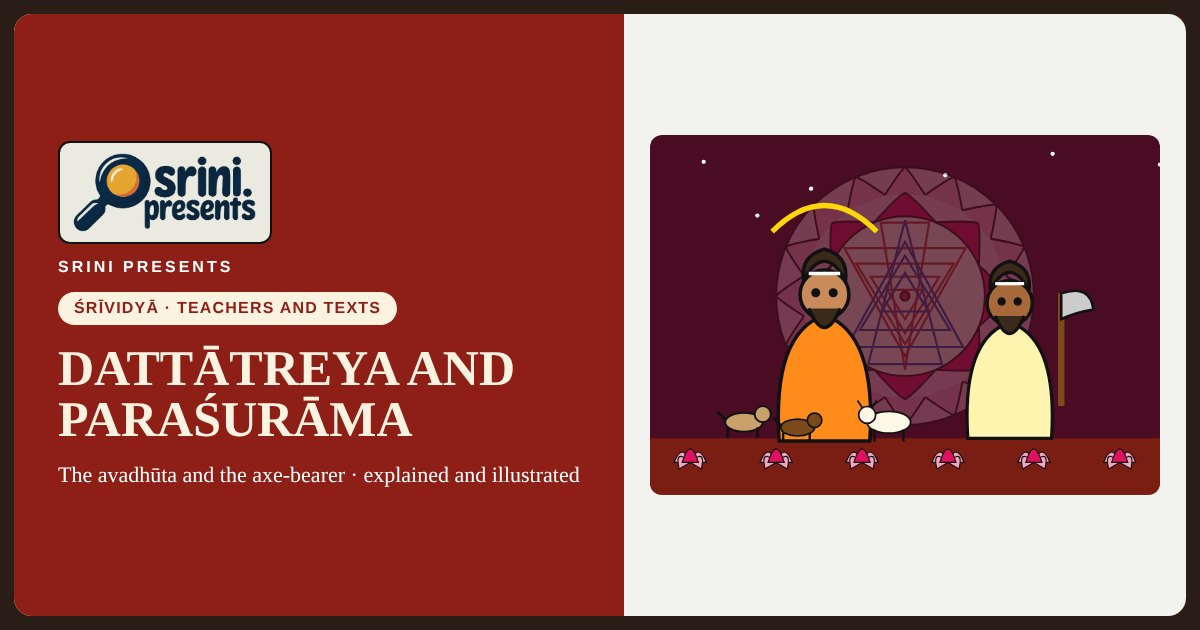 srini.
presents
SRINI PRESENTS
ŚRĪVIDYĀ · TEACHERS AND TEXTS
DATTĀTREYA AND
PARAŚURĀMA
The avadhūta and the axe-bearer · explained and illustrated